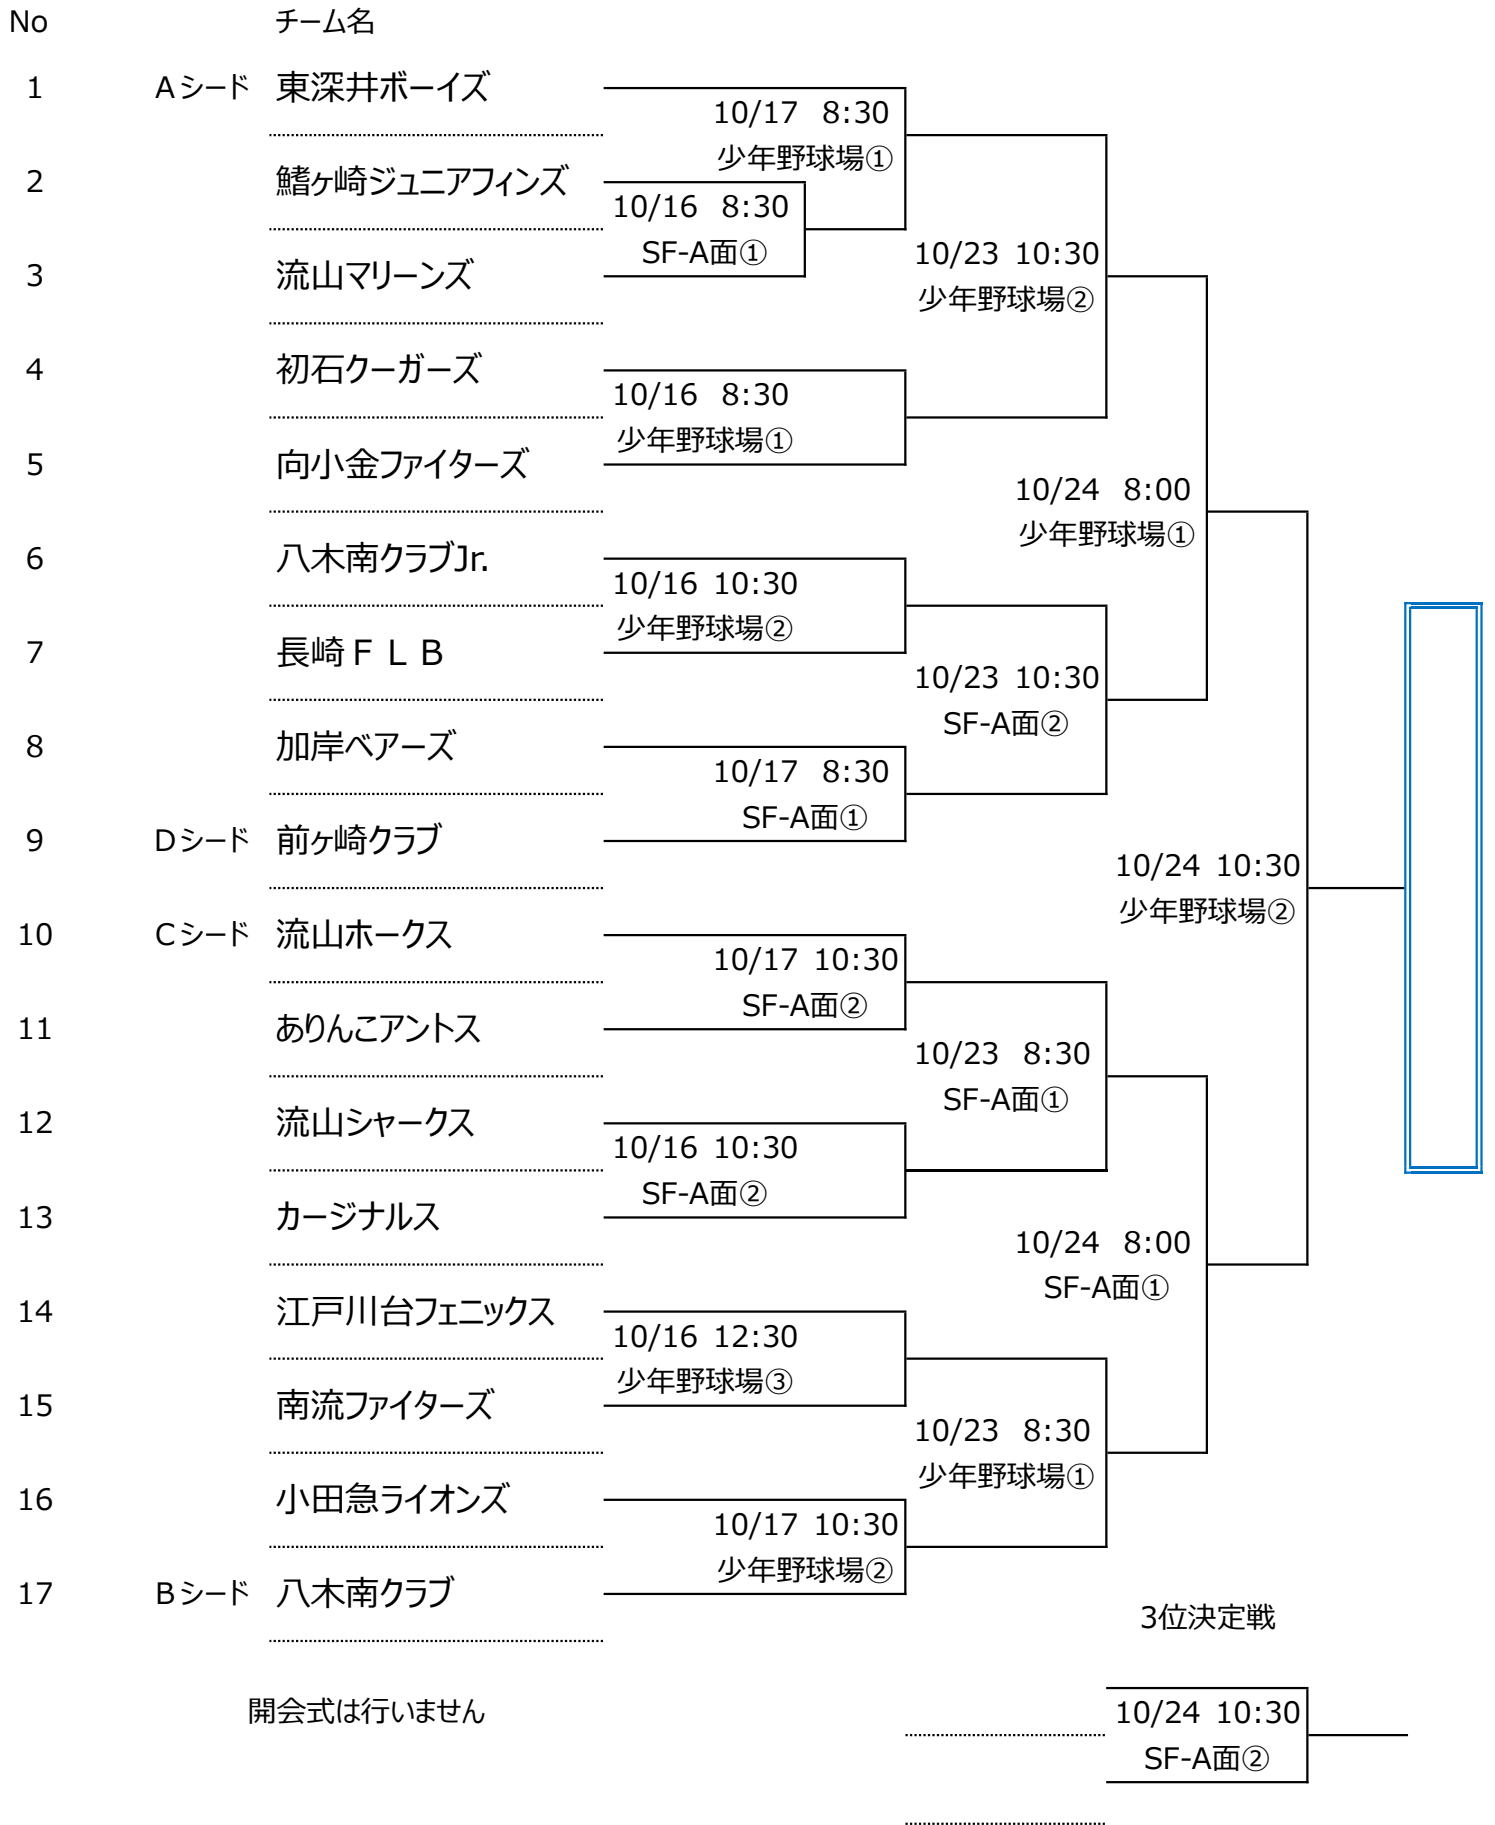 No チーム名
1 Aシード 東深井ボーイズ
10/17 8:30
少年野球場①
2 鰭ヶ崎ジュニアフィンズ
10/16 8:30
SF-A面①
10/23 10:30
少年野球場②
3 流山マリーンズ
4 初石クーガーズ
10/16 8:30
少年野球場①
5 向小金ファイターズ
10/24 8:00
少年野球場①
6 八木南クラブJr.
10/16 10:30
少年野球場②
7 長崎ＦＬＢ
10/23 10:30
SF-A面②
8 加岸ベアーズ
10/17 8:30
SF-A面①
9 Dシード 前ヶ崎クラブ
10/24 10:30
少年野球場②
10 Cシード 流山ホークス
10/17 10:30
SF-A面②
11 ありんこアントス
10/23 8:30
SF-A面①
12 流山シャークス
10/16 10:30
SF-A面②
13 カージナルス
10/24 8:00
SF-A面①
14 江戸川台フェニックス
10/16 12:30
少年野球場③
15 南流ファイターズ
10/23 8:30
少年野球場①
16 小田急ライオンズ
10/17 10:30
少年野球場②
17 Bシード 八木南クラブ
3位決定戦
開会式は行いません
10/24 10:30
SF-A面②